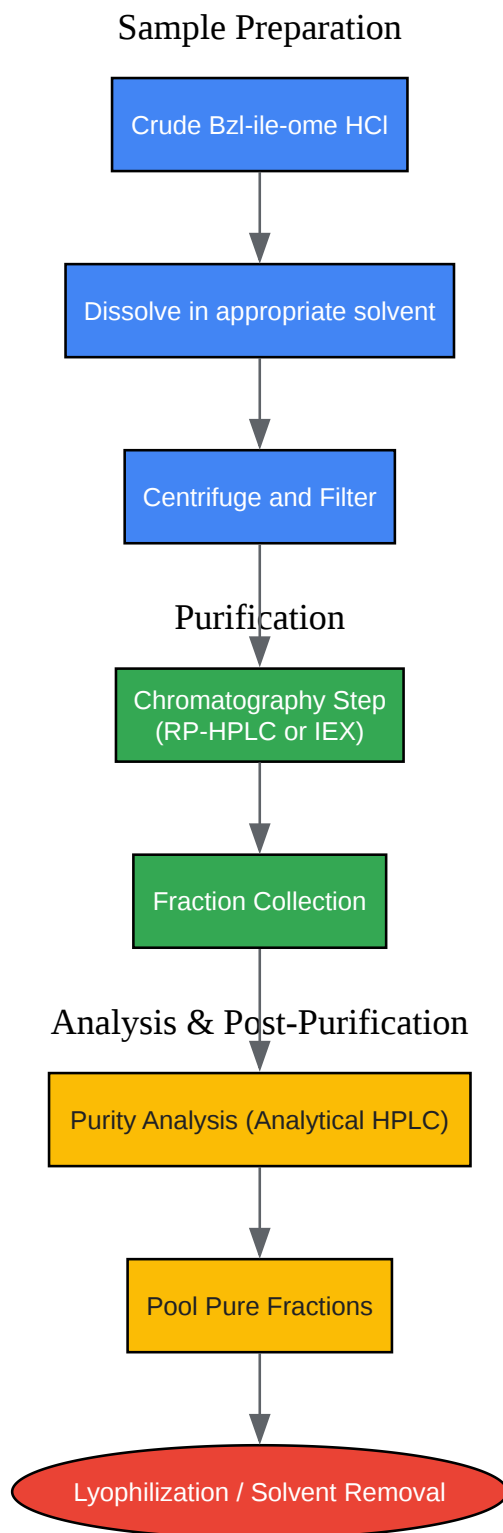 Sample Preparation
Crude Bzl-ile-ome HCl
Dissolve in appropriate solvent
Centrifuge and Filter
Purification
Chromatography Step
(RP-HPLC or IEX)
Fraction Collection
Analysis & Post-Purification
Purity Analysis (Analytical HPLC)
Pool Pure Fractions
Lyophilization / Solvent Removal